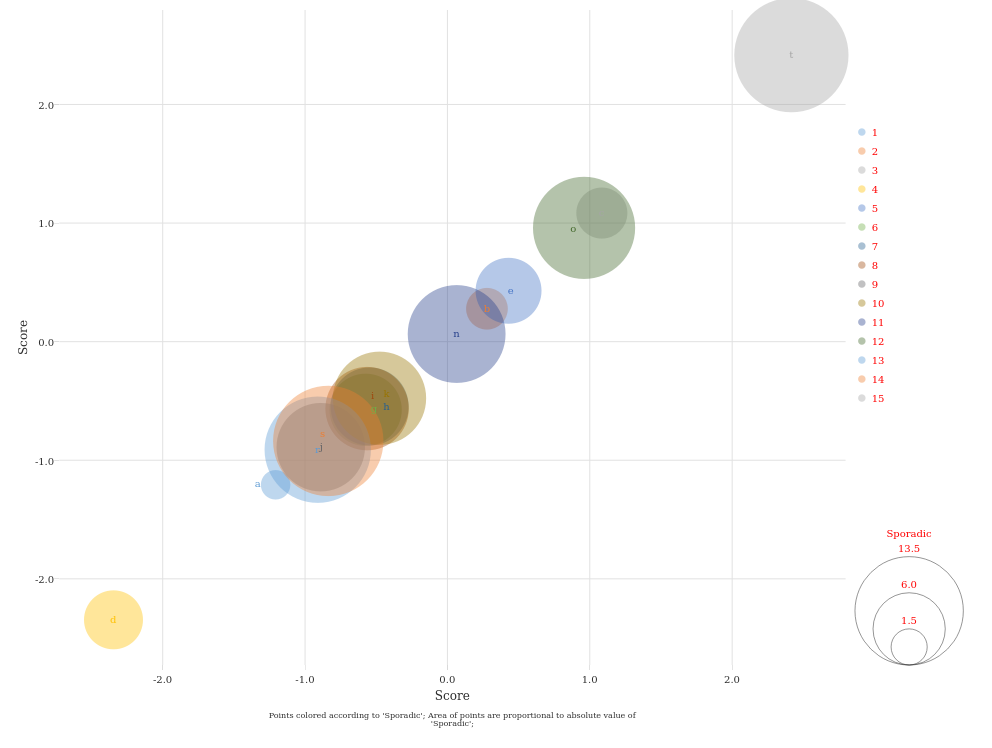 t
2.0
1
2
3
4
1.0
5
o
6
7
8
e
9
b
10
n
0.0
11
12
i
k
13
h
14
15
s
j
p
-1.0
a
Sporadic
13.5
-2.0
6.0
d
1.5
-2.0
-1.0
0.0
1.0
2.0
Score
Score
Points colored according to 'Sporadic'; Area of points are proportional to absolute value of
'Sporadic';